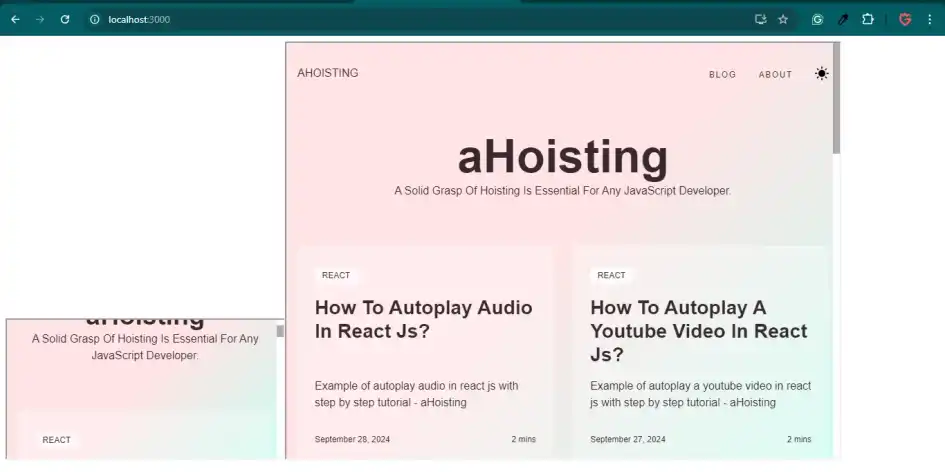 localhost:3000
AHOISTING
BLOG
ABOUT
aHoisting
A Solid Grasp Of Hoisting Is Essential For Any JavaScript Developer.
REACT
How To Autoplay Audio
In React Js?
Example of autoplay audio in react js with
step by step tutorial - aHoisting
September 28, 2024
2 mins
REACT
How To Autoplay A
Youtube Video In React
Js?
Example of autoplay a youtube video in react
js with step by step tutorial - aHoisting
September 27, 2024
2 mins
aHoisting
A Solid Grasp Of Hoisting Is Essential For Any
JavaScript Developer.
REACT